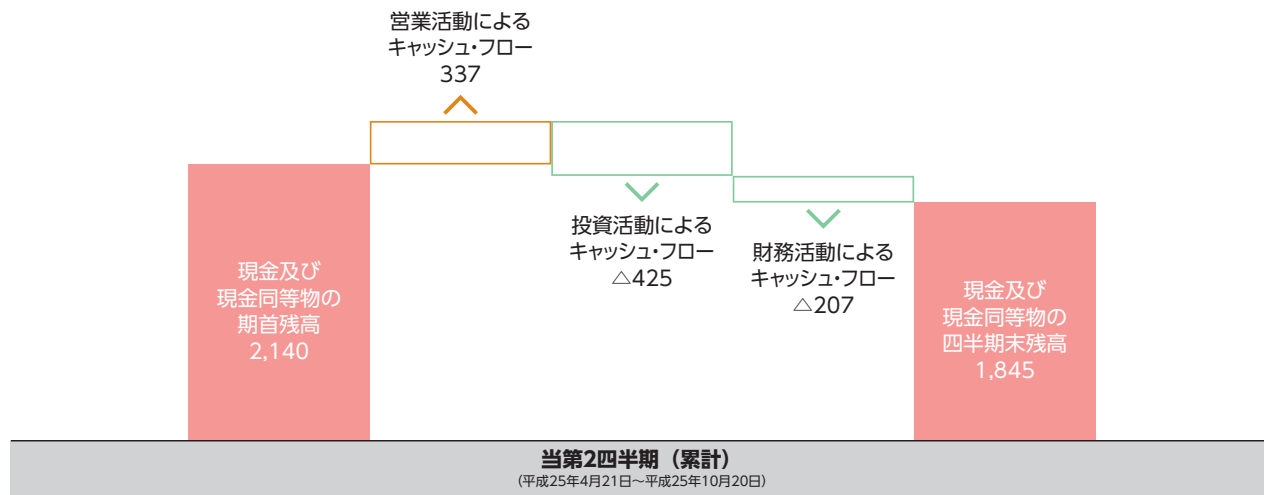 営業活動による
キャッシュ・フロー
337
投資活動による
キャッシュ・フロー
△425
財務活動による
キャッシュ・フロー
△207
現金及び
現金同等物の
期首残高
2,140
現金及び
現金同等物の
四半期末残高
1,845
当第2四半期（累計）
(平成25年4月21日～平成25年10月20日)